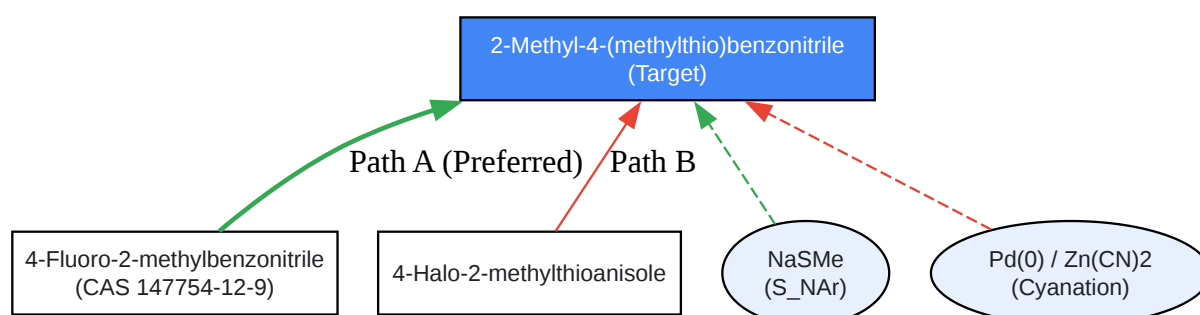 2-Methyl-4-(methylthio)benzonitrile
(Target)
Path A (Preferred)
Path B
4-Fluoro-2-methylbenzonitrile
(CAS 147754-12-9)
4-Halo-2-methylthioanisole
NaSMe
(S_NAr)
Pd(0) / Zn(CN)2
(Cyanation)